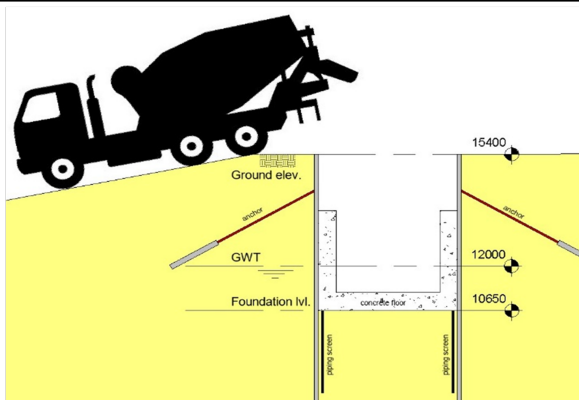 15400
Ground elev.
anchor
anchor
GWT
12000
Foundation lvl.
concrete floor
10650
piping screen
piping screen